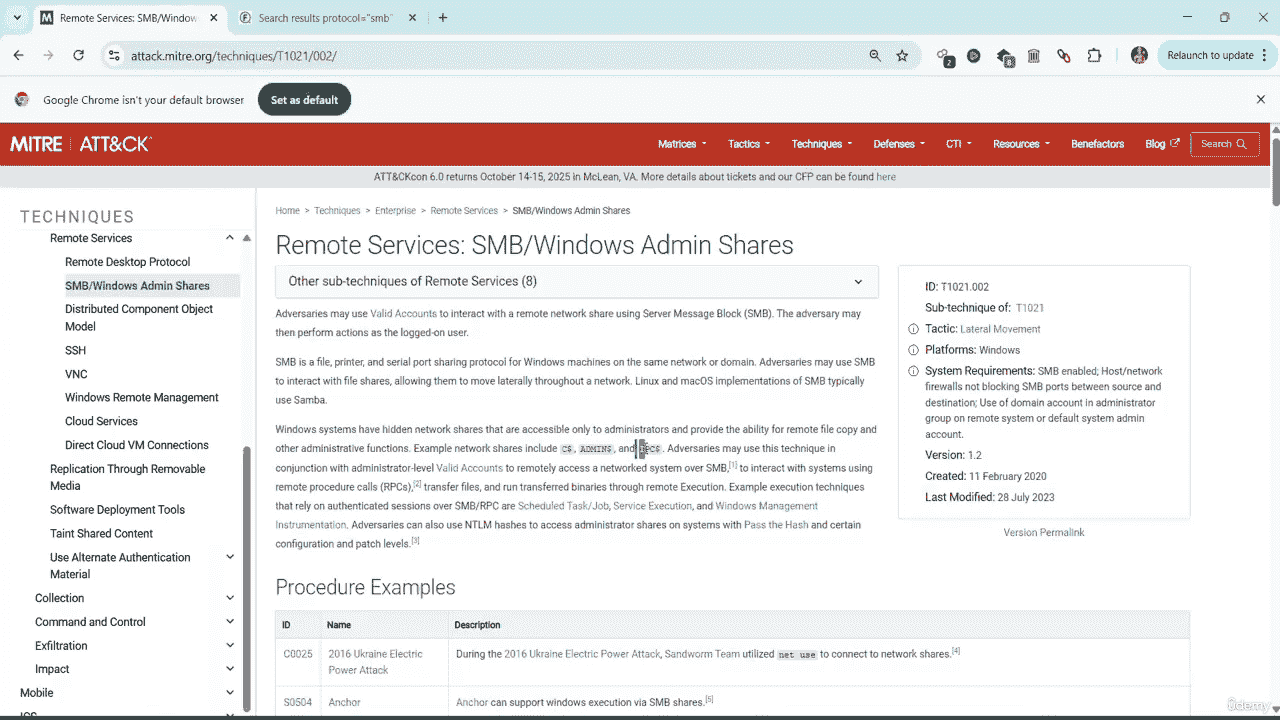 Remote Services: SMB/Window
Search results protocol="smb"
attack.mitre.org/techniques/T1021/002/
2
8
Relaunch to update
Google Chrome isn't your default browser
Set as default
MITRE | ATT&CK
Matrices
Tactics
Techniques
Defenses
CTI
Resources
Benefactors
Blog
Search
ATT&CKcon 6.0 returns October 14-15, 2025 in McLean, VA. More details about tickets and our CFP can be found here
TECHNIQUES
Remote Services
Remote Desktop Protocol
SMB/Windows Admin Shares
Distributed Component Object
Model
SSH
VNC
Windows Remote Management
Cloud Services
Direct Cloud VM Connections
Replication Through Removable
Media
Software Deployment Tools
Taint Shared Content
Use Alternate Authentication
Material
Collection
Command and Control
Exfiltration
Impact
Mobile
ICS
Home > Techniques > Enterprise > Remote Services > SMB/Windows Admin Shares
Remote Services: SMB/Windows Admin Shares
Other sub-techniques of Remote Services (8)
Adversaries may use Valid Accounts to interact with a remote network share using Server Message Block (SMB). The adversary may
then perform actions as the logged-on user.
SMB is a file, printer, and serial port sharing protocol for Windows machines on the same network or domain. Adversaries may use SMB
to interact with file shares, allowing them to move laterally throughout a network. Linux and macOS implementations of SMB typically
use Samba.
Windows systems have hidden network shares that are accessible only to administrators and provide the ability for remote file copy and
other administrative functions. Example network shares include C$, ADMIN$, and IPC$. Adversaries may use this technique in
conjunction with administrator-level Valid Accounts to remotely access a networked system over SMB,[1] to interact with systems using
remote procedure calls (RPCs),[2] transfer files, and run transferred binaries through remote Execution. Example execution techniques
that rely on authenticated sessions over SMB/RPC are Scheduled Task/Job, Service Execution, and Windows Management
Instrumentation. Adversaries can also use NTLM hashes to access administrator shares on systems with Pass the Hash and certain
configuration and patch levels.[3]
ID: T1021.002
Sub-technique of: T1021
Tactic: Lateral Movement
Platforms: Windows
System Requirements: SMB enabled; Host/network
firewalls not blocking SMB ports between source and
destination; Use of domain account in administrator
group on remote system or default system admin
account.
Version: 1.2
Created: 11 February 2020
Last Modified: 28 July 2023
Version Permalink
Procedure Examples
ID Name Description
C0025 2016 Ukraine Electric
Power Attack
During the 2016 Ukraine Electric Power Attack, Sandworm Team utilized net use to connect to network shares.[4]
S0504 Anchor Anchor can support windows execution via SMB shares.[5]
Udemy